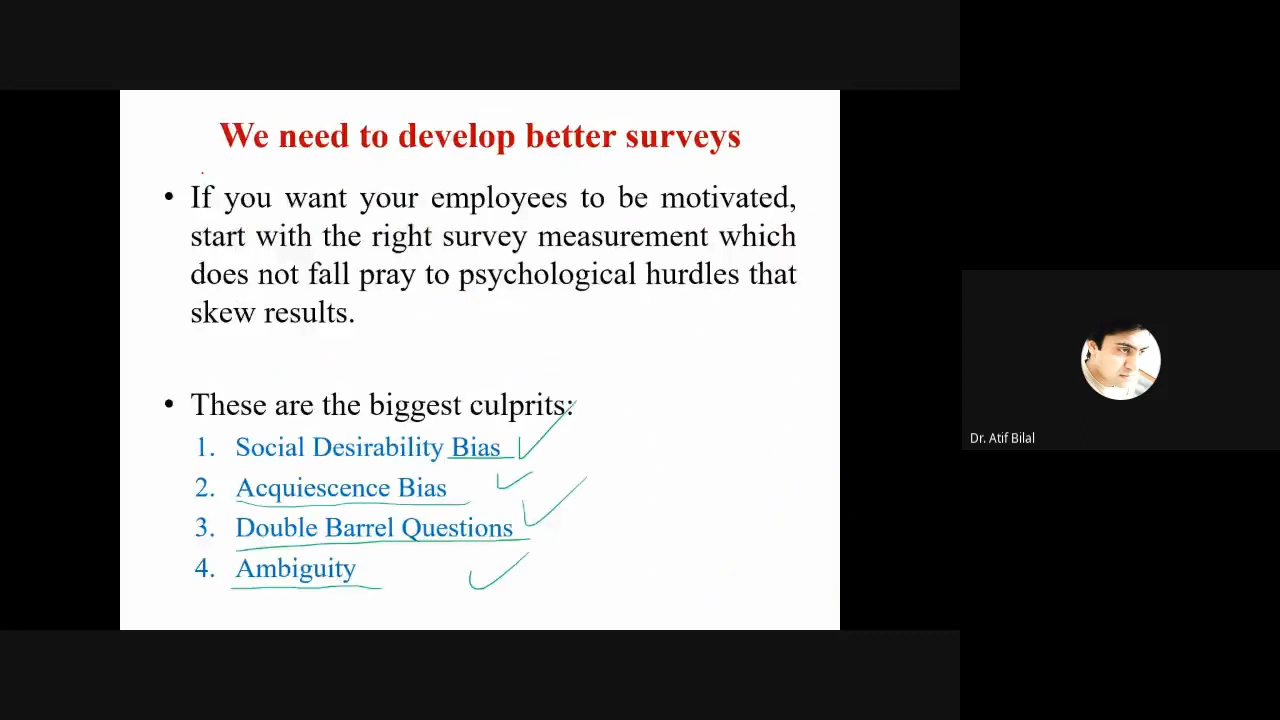 We need to develop better surveys
• If you want your employees to be motivated,
start with the right survey measurement which
does not fall pray to psychological hurdles that
skew results.
• These are the biggest culprits:
1. Social Desirability Bias
2. Acquiescence Bias
3. Double Barrel Questions
4. Ambiguity
Dr. Atif Bilal